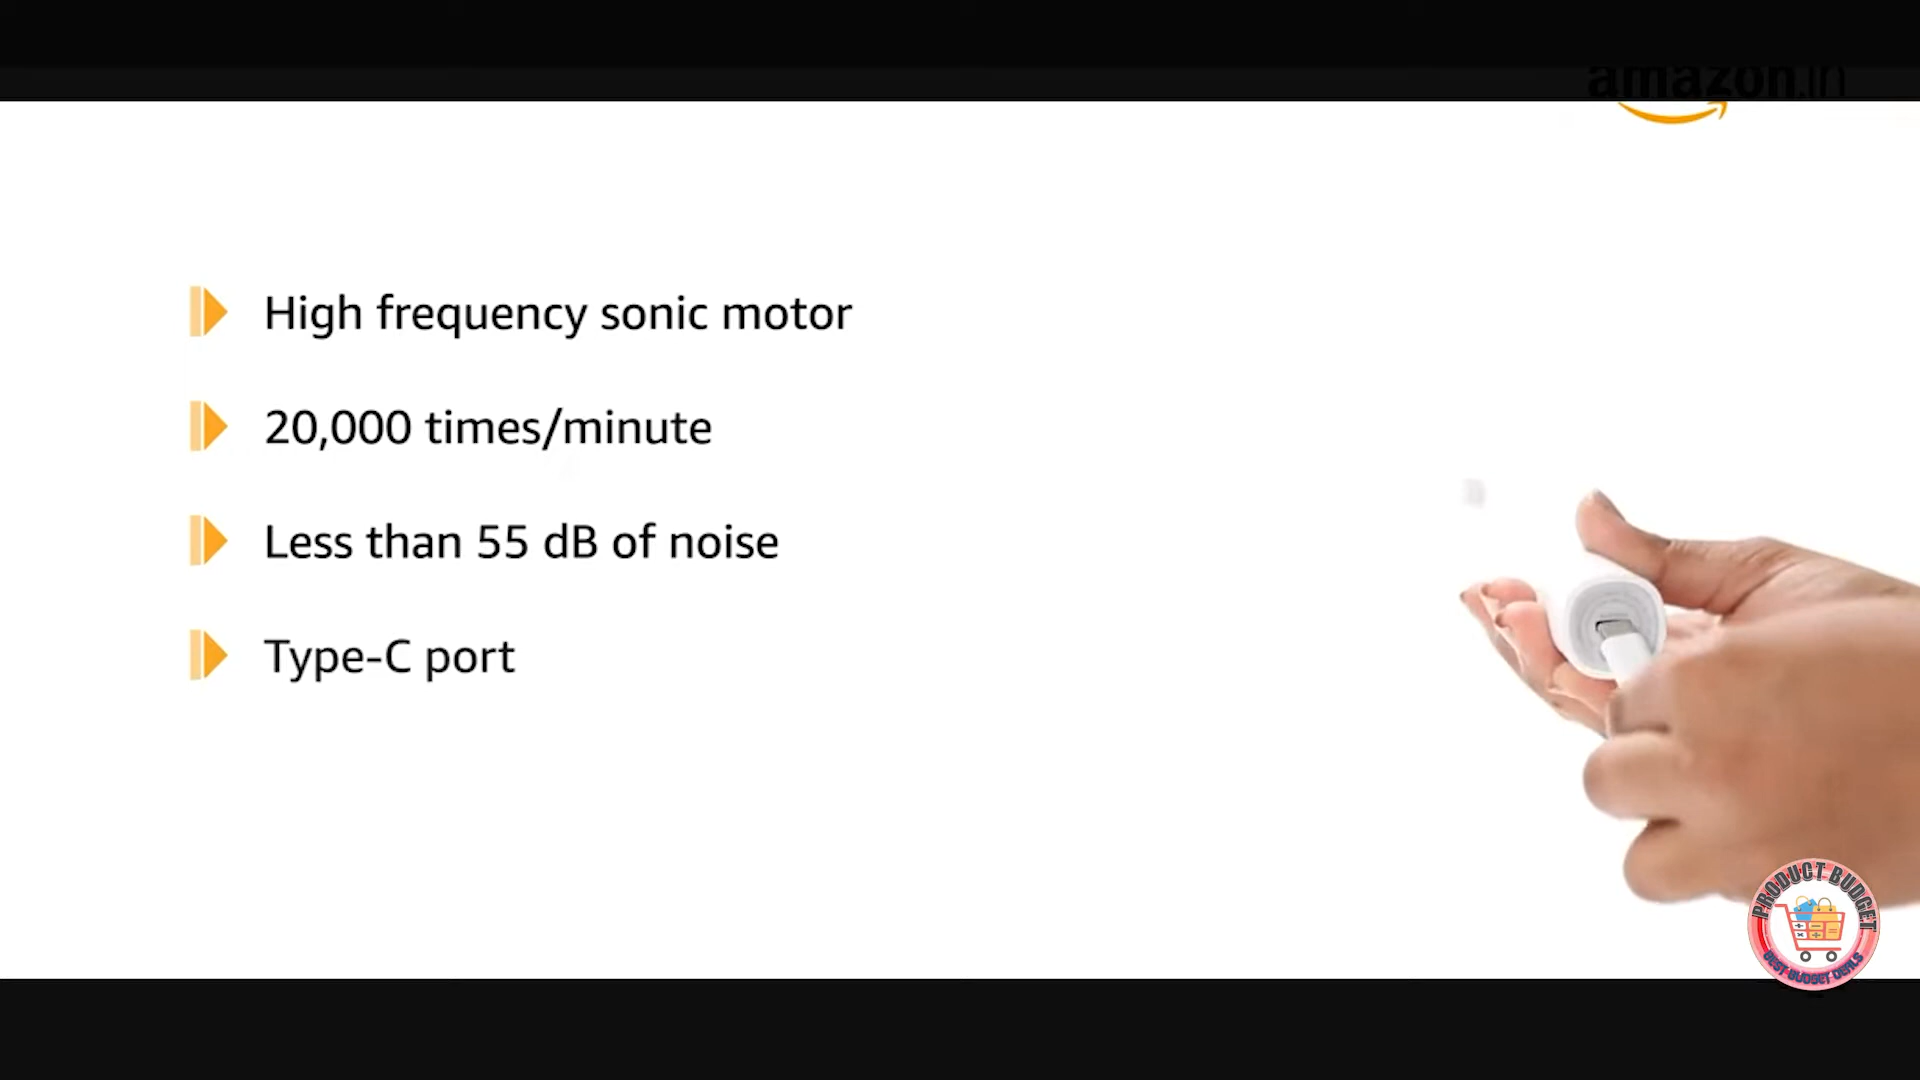 amazon.in
High frequency sonic motor
20,000 times/minute
Less than 55 dB of noise
Type-C port
PRODUCT BUDGET
BEST BUDGET DEALS